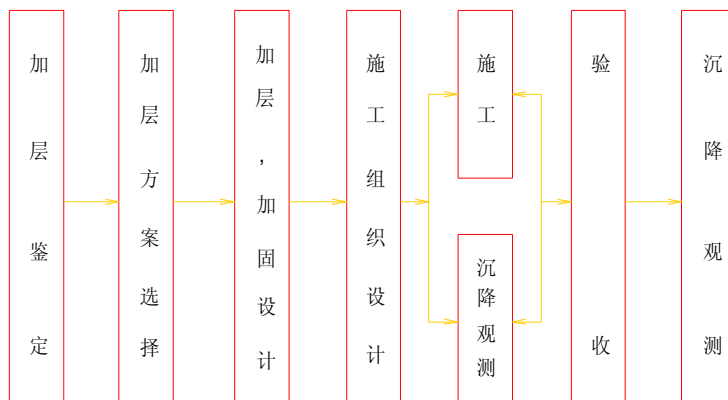 加层鉴定
加层方案选择
加层，加固设计
施工组织设计
施工
沉降观测
验收
沉降观测